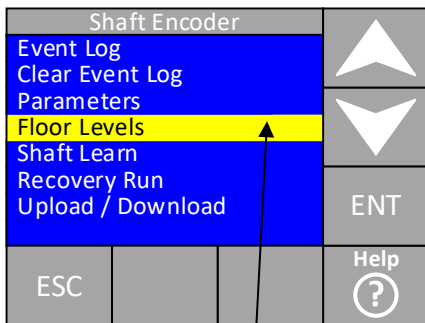 Shaft Encoder
Event Log
Clear Event Log
Parameters
Floor Levels
Shaft Learn
Recovery Run
Upload / Download
ENT
ESC
Help
?